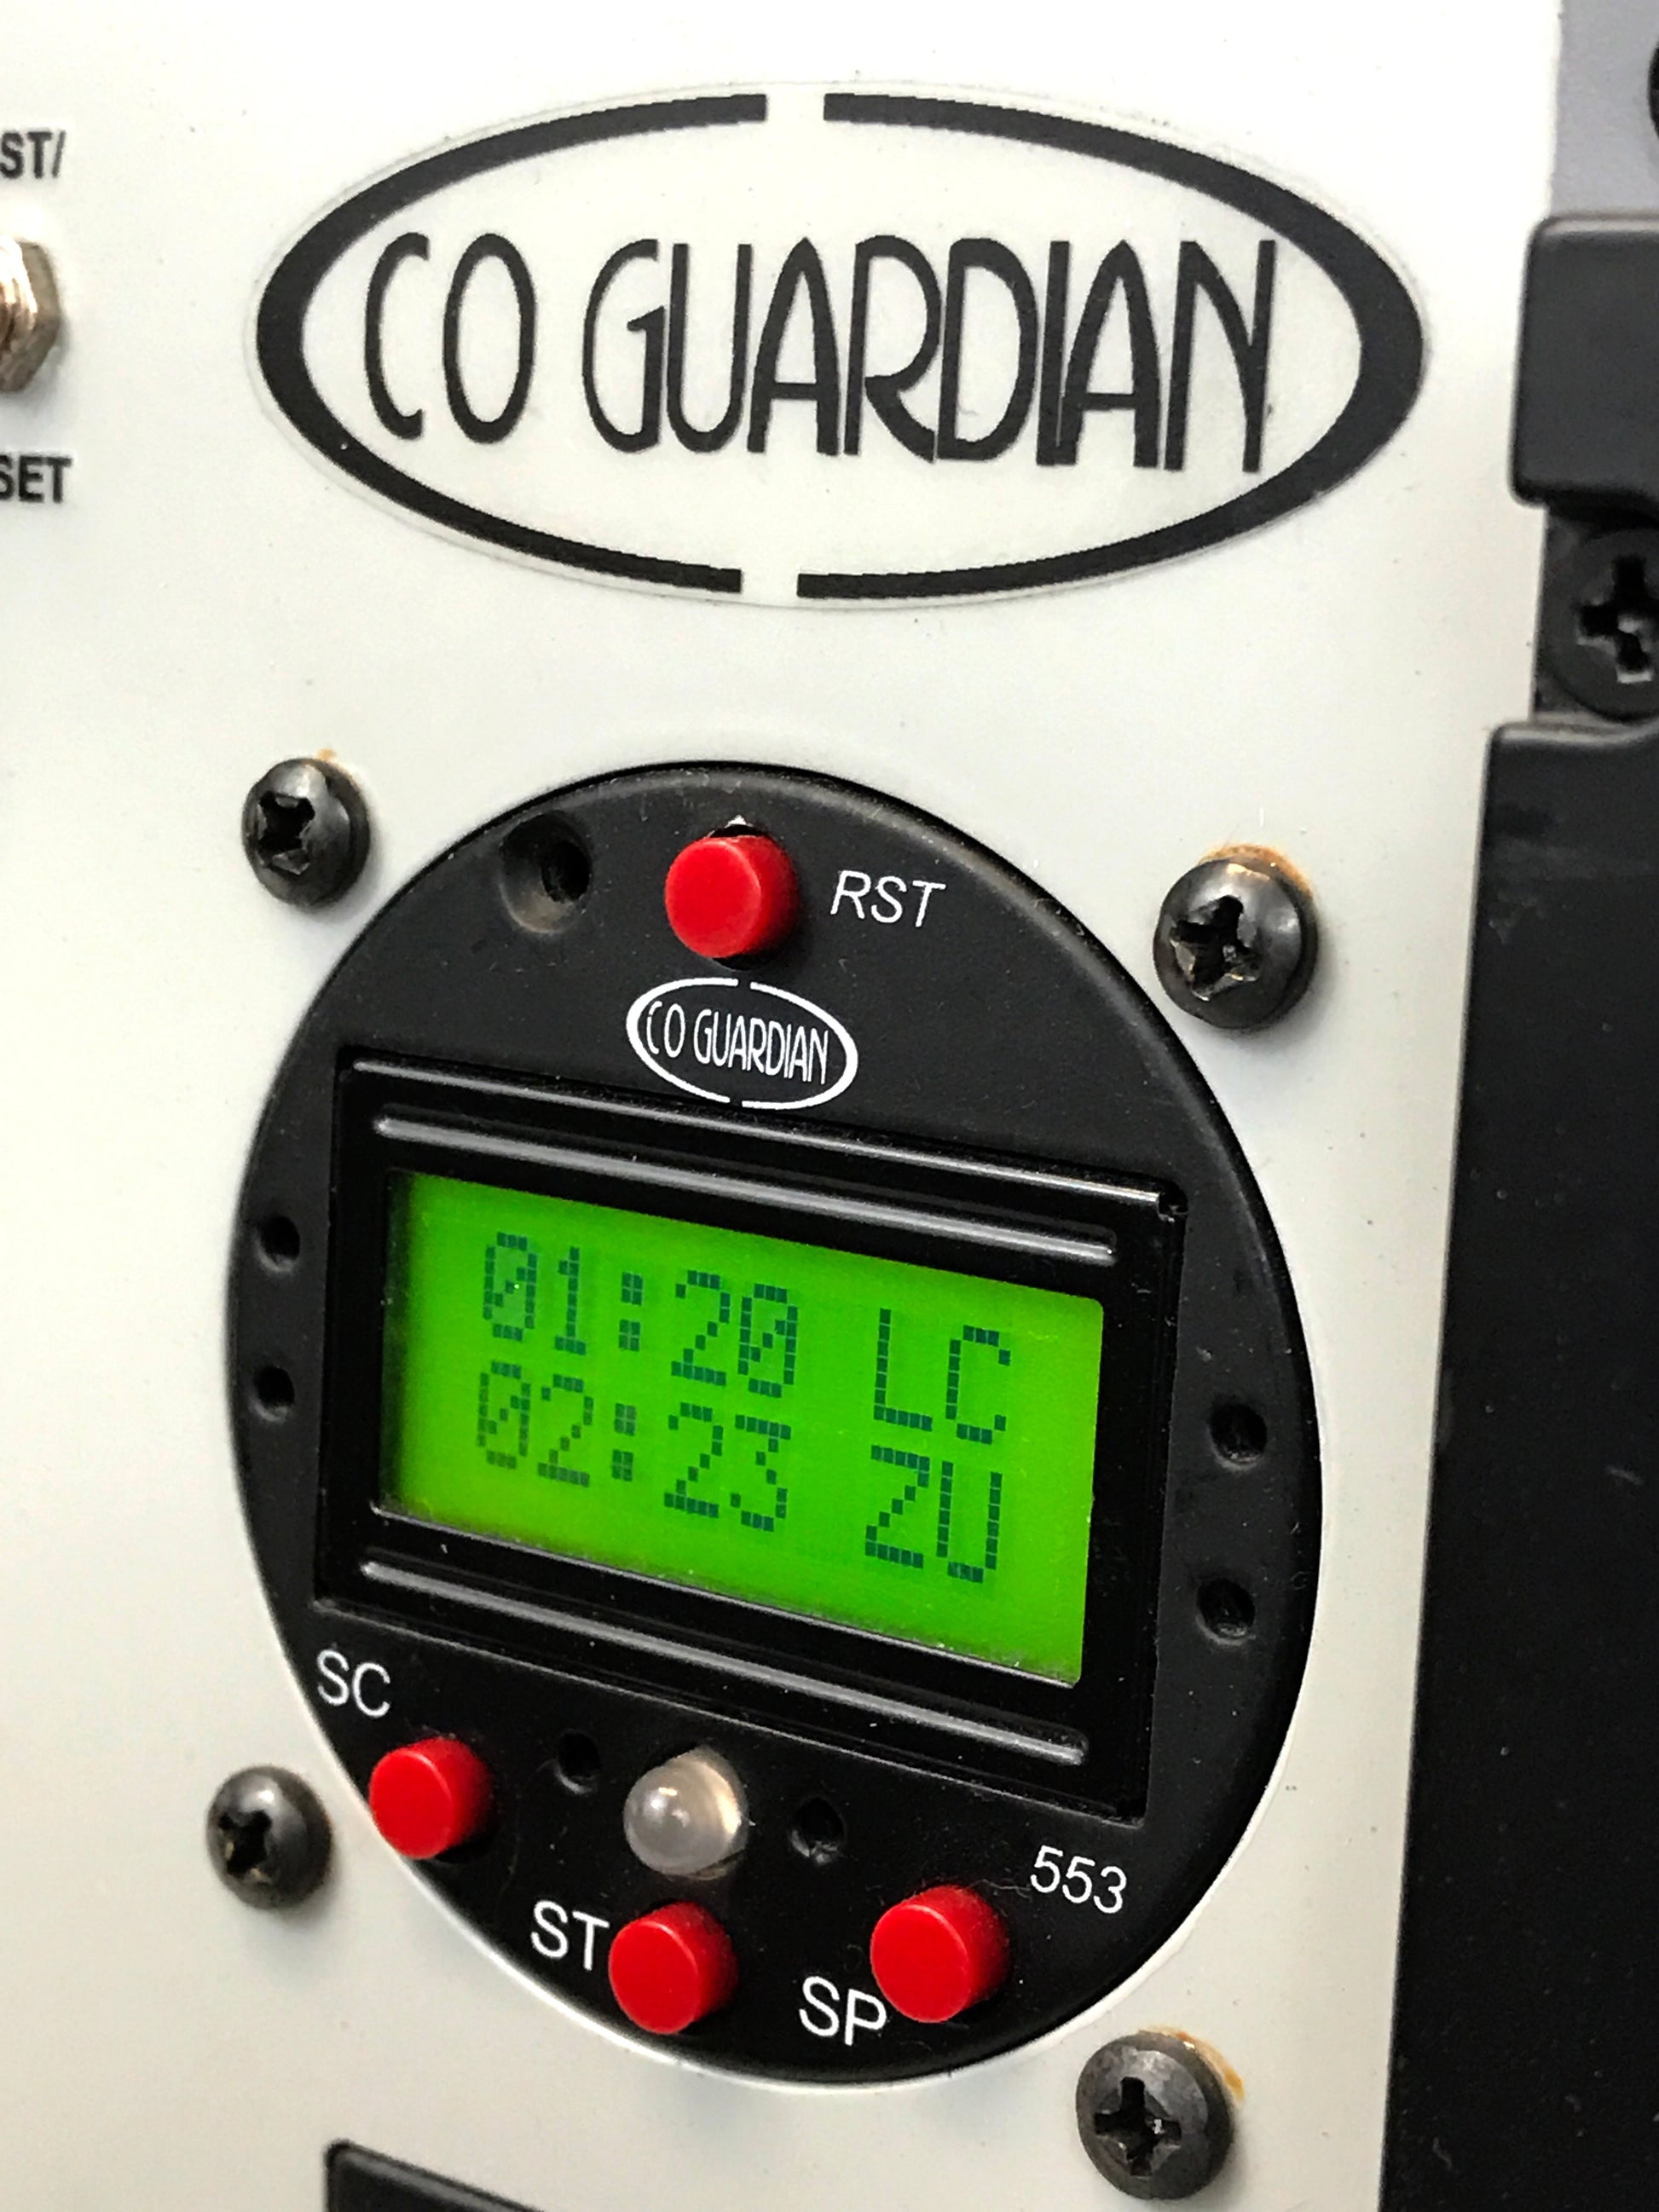 ST/
SET
CO GUARDIAN
RST
CO GUARDIAN
01:20 LC
02:23 ZU
SC
553
ST
SP